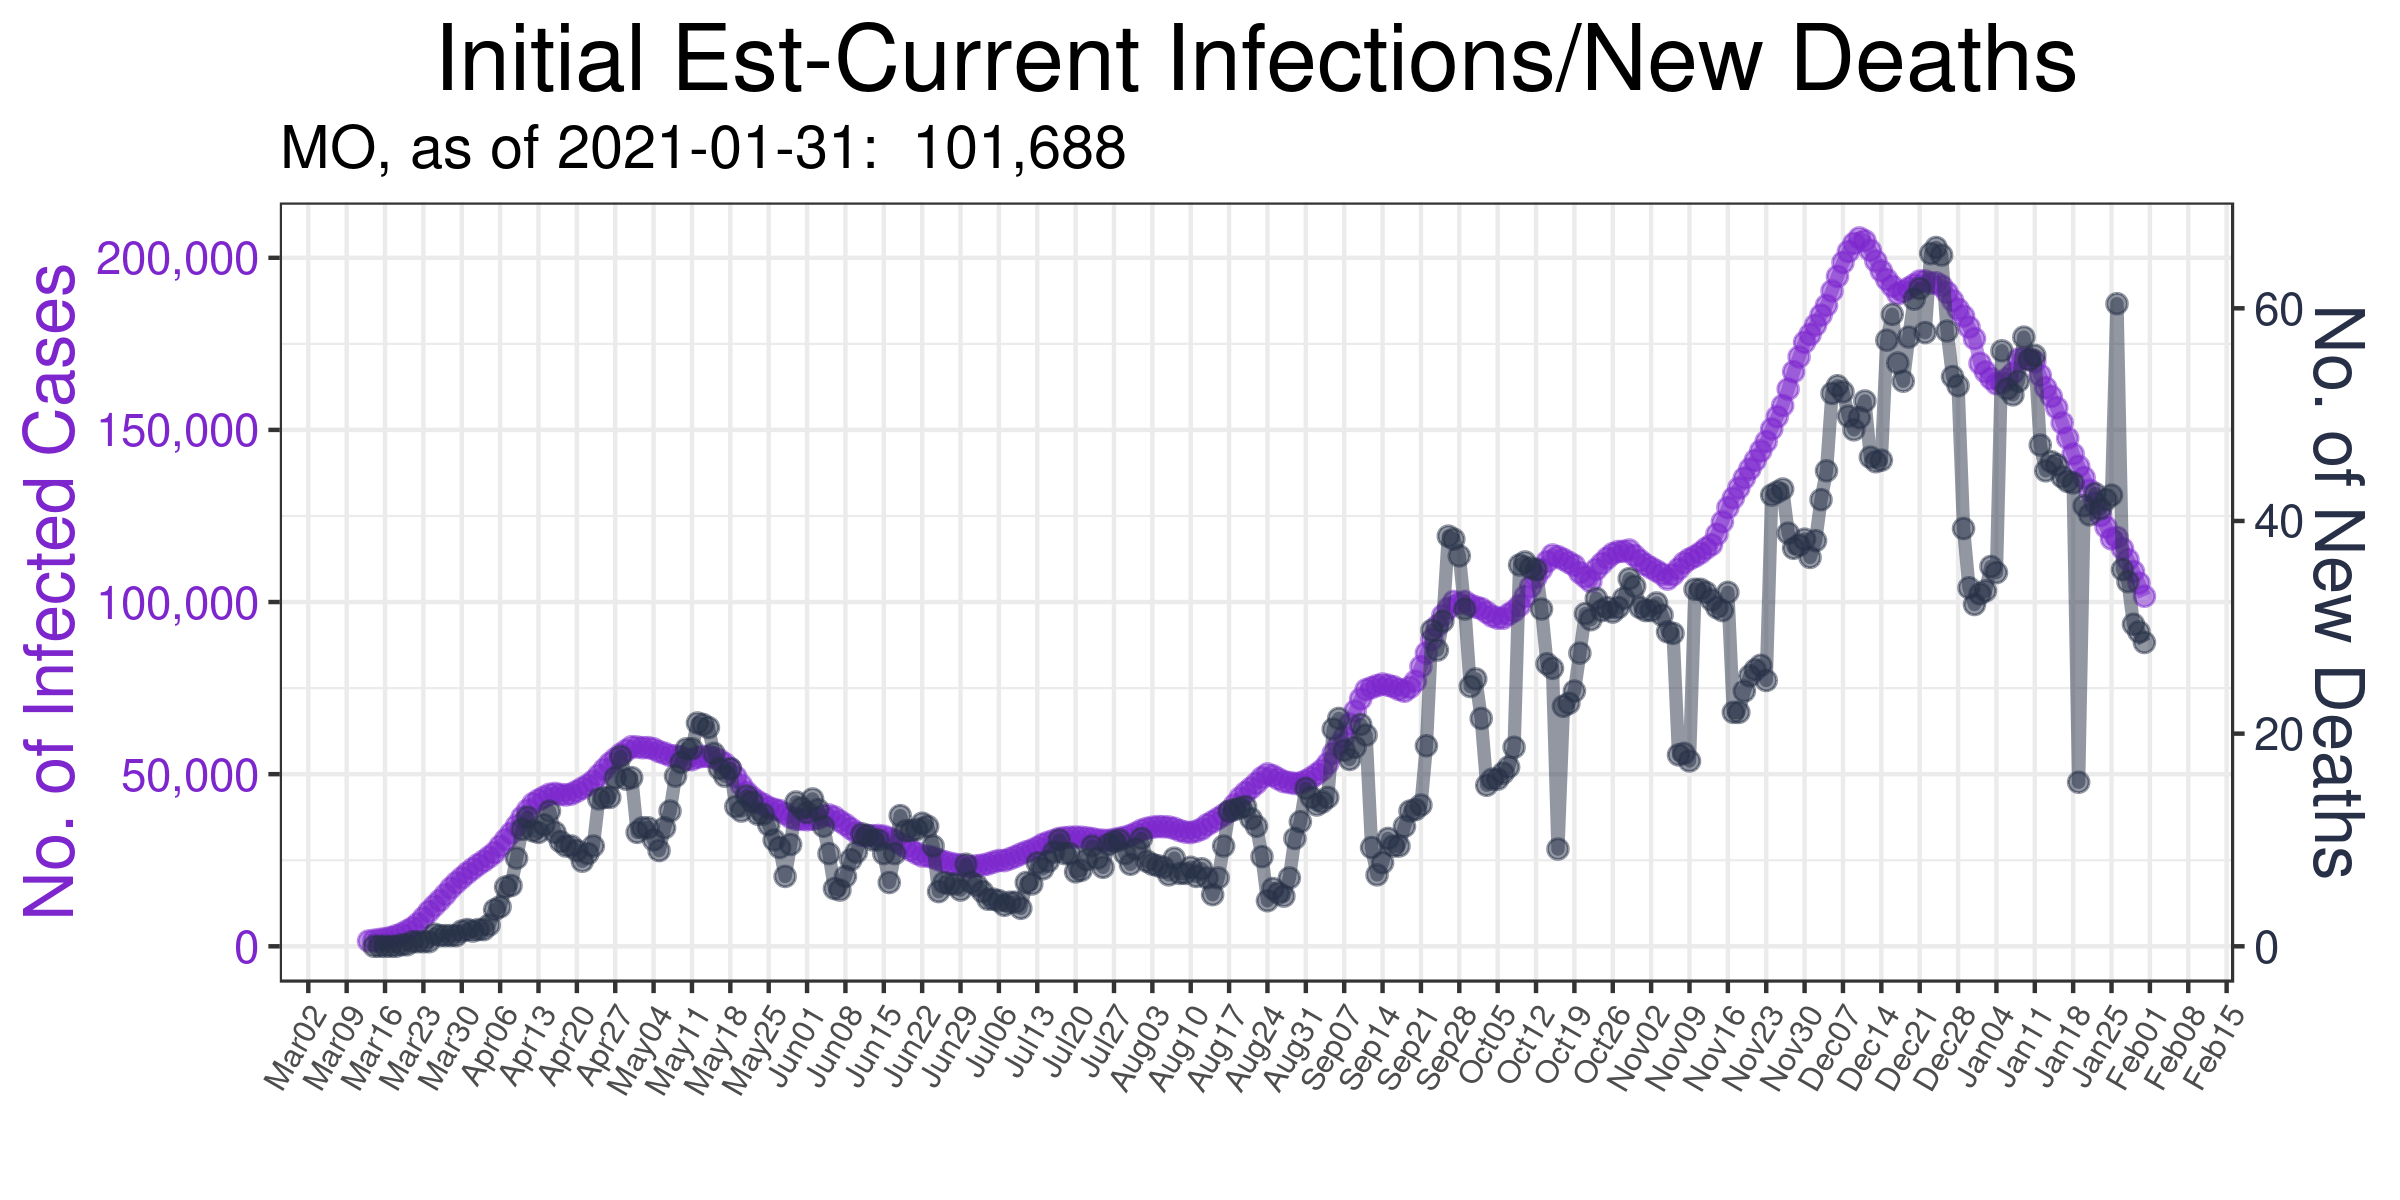 Initial Est-Current Infections/New Deaths
MO, as of 2021-01-31:  101,688
No. of Infected Cases
200,000
150,000
100,000
50,000
0
60
40
20
0
No. of New Deaths
Mar02
Mar09
Mar16
Mar23
Mar30
Apr06
Apr13
Apr20
Apr27
May04
May11
May18
May25
Jun01
Jun08
Jun15
Jun22
Jun29
Jul06
Jul13
Jul20
Jul27
Aug03
Aug10
Aug17
Aug24
Aug31
Sep07
Sep14
Sep21
Sep28
Oct05
Oct12
Oct19
Oct26
Nov02
Nov09
Nov16
Nov23
Nov30
Dec07
Dec14
Dec21
Dec28
Jan04
Jan11
Jan18
Jan25
Feb01
Feb08
Feb15